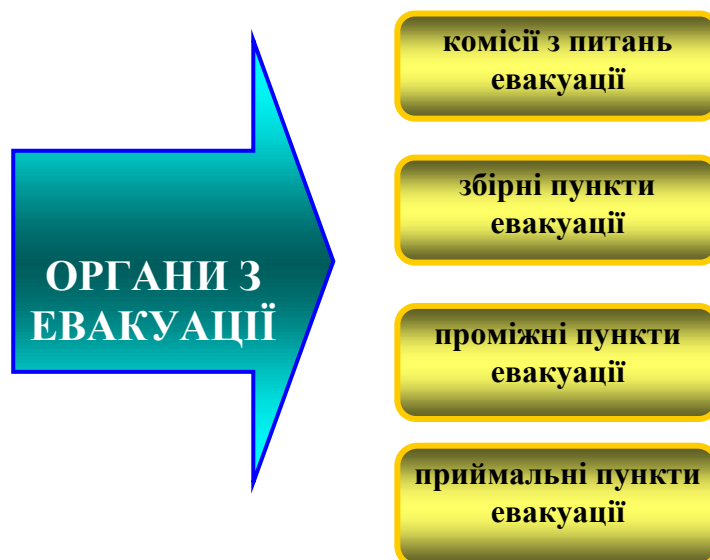 комісії з питань
евакуації
збірні пункти
евакуації
ОРГАНИ З
ЕВАКУАЦІЇ
проміжні пункти
евакуації
приймальні пункти
евакуації